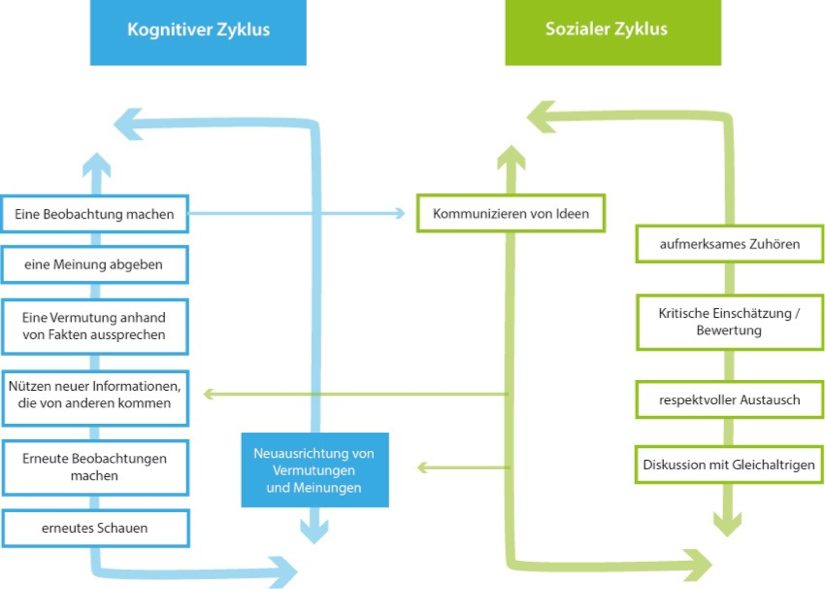 Kognitiver Zyklus
Sozialer Zyklus
Eine Beobachtung machen
eine Meinung abgeben
Eine Vermutung anhand
von Fakten aussprechen
Nützen neuer Informationen,
die von anderen kommen
Erneute Beobachtungen
machen
erneutes Schauen
Neuausrichtung von
Vermutungen
und Meinungen
Kommunizieren von Ideen
aufmerksames Zuhören
Kritische Einschätzung /
Bewertung
respektvoller Austausch
Diskussion mit Gleichaltrigen